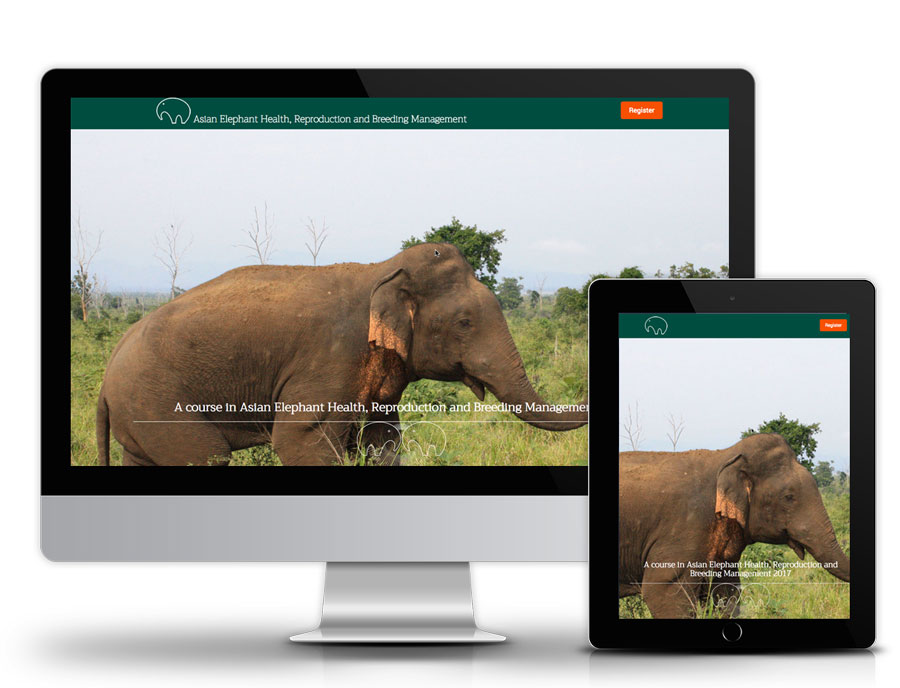 Asian Elephant Health, Reproduction and Breeding Management
Register
A course in Asian Elephant Health, Reproduction and Breeding Managemen
Register
A course in Asian Elephant Health, Reproduction and
Breeding Management 2017